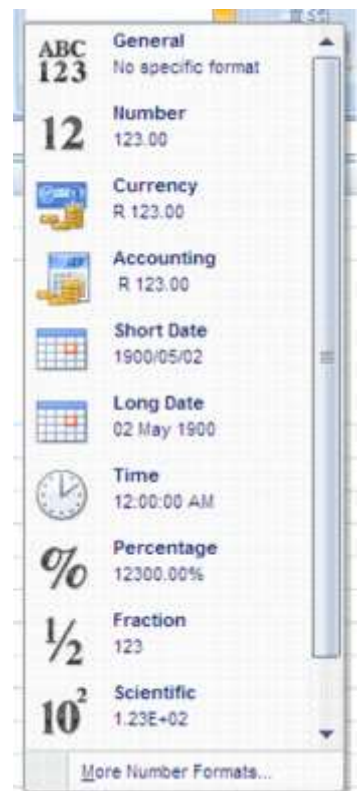 ABC
123
General
No specific format
12
Number
123.00
Currency
R 123.00
Accounting
R 123.00
Short Date
1900/05/02
Long Date
02 May 1900
Time
12:00:00 AM
%
Percentage
12300.00%
1/2
Fraction
123
10²
Scientific
1.23E+02
More Number Formats...